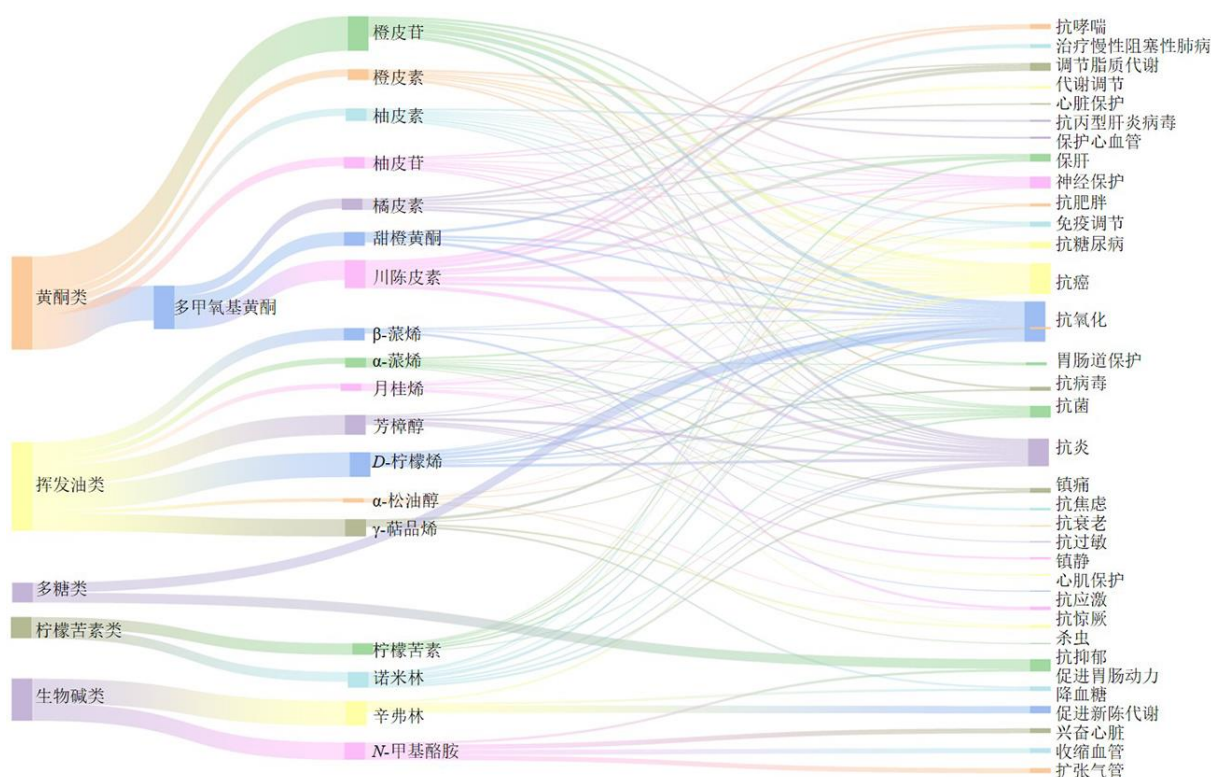 黄酮类
挥发油类
多糖类
柠檬苦素类
生物碱类
多甲氧基黄酮
橙皮苷
橙皮素
柚皮素
柚皮苷
橘皮素
甜橙黄酮
川陈皮素
β-蒎烯
α-蒎烯
月桂烯
芳樟醇
D-柠檬烯
α-松油醇
γ-萜品烯
柠檬苦素
诺米林
辛弗林
N-甲基酪胺
抗哮喘
治疗慢性阻塞性肺病
调节脂质代谢
代谢调节
心脏保护
抗丙型肝炎病毒
保护心血管
保肝
神经保护
抗肥胖
免疫调节
抗糖尿病
抗癌
抗氧化
胃肠道保护
抗病毒
抗菌
抗炎
镇痛
抗焦虑
抗衰老
抗过敏
镇静
心肌保护
抗应激
抗惊厥
杀虫
抗抑郁
促进胃肠动力
降血糖
促进新陈代谢
兴奋心脏
收缩血管
扩张气管